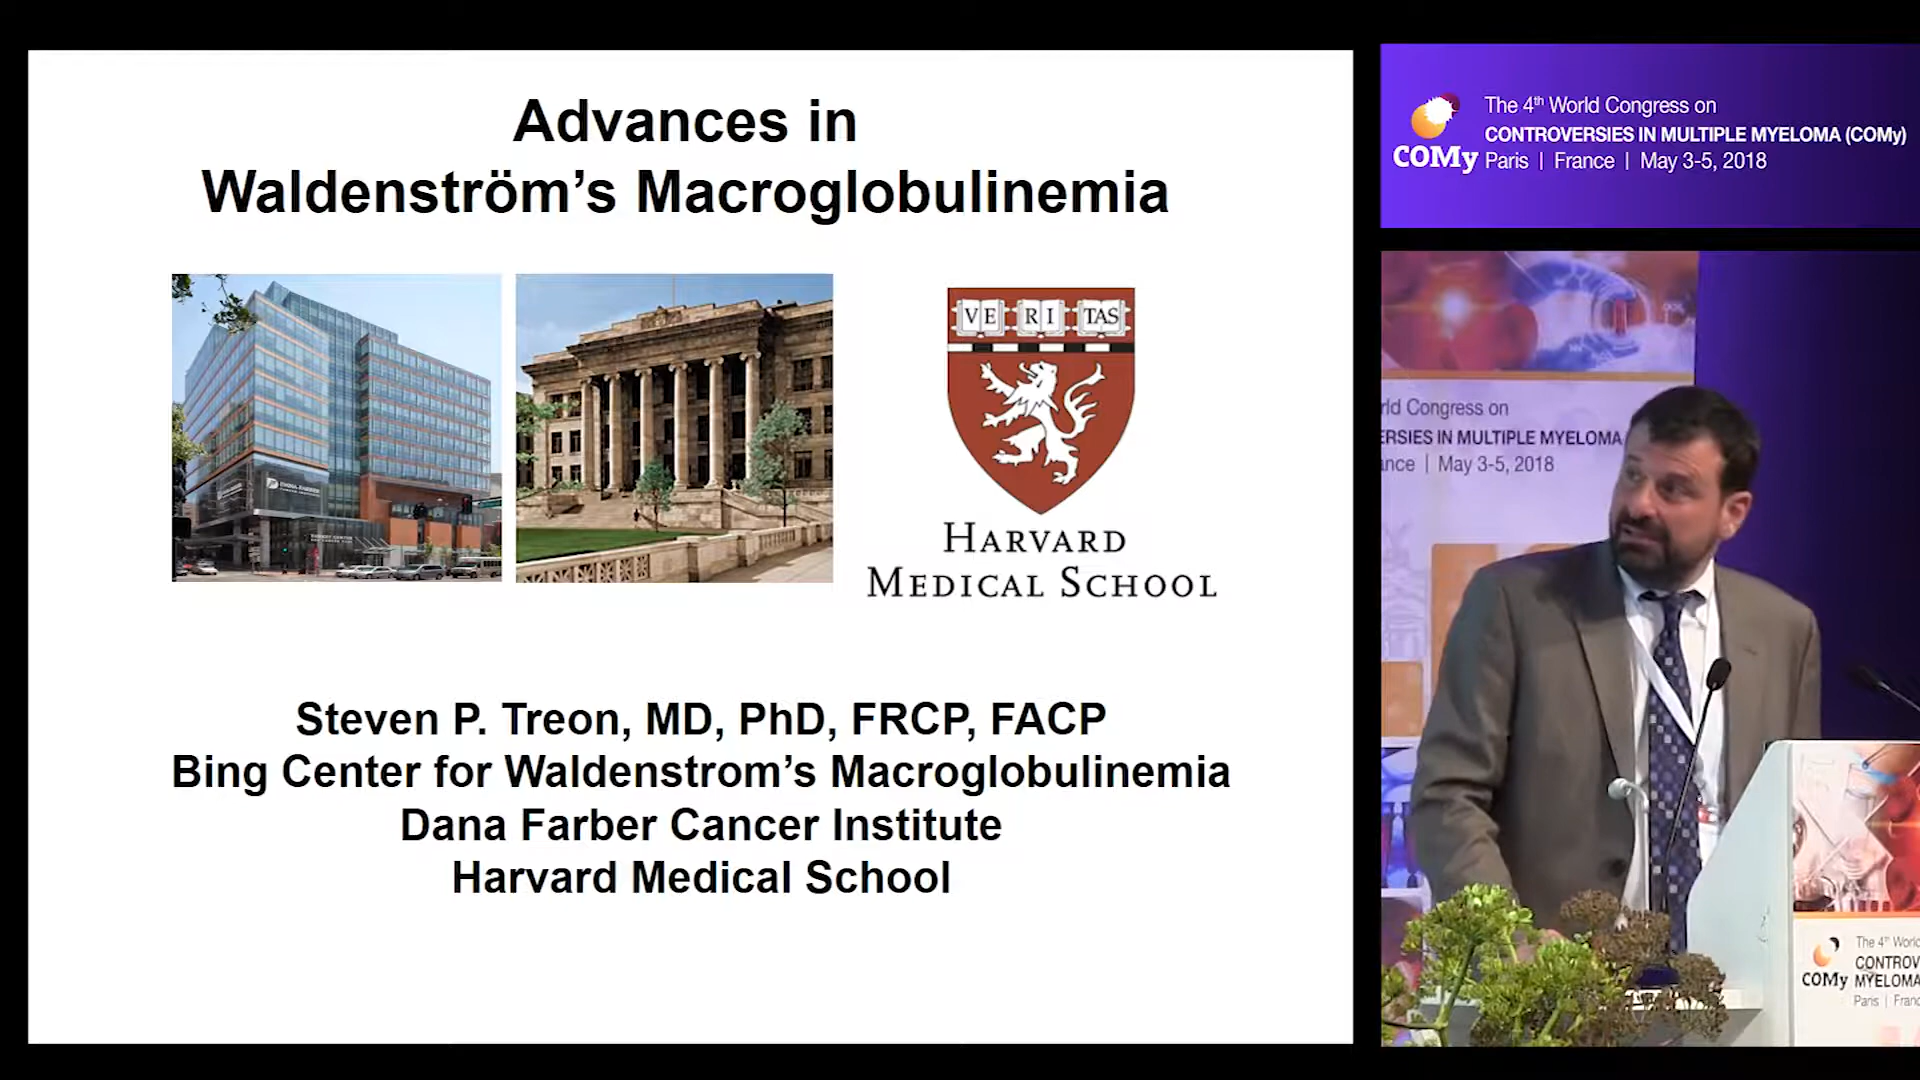 Advances in
Waldenström’s Macroglobulinemia
VE RI TAS
HARVARD
MEDICAL SCHOOL
Steven P. Treon, MD, PhD, FRCP, FACP
Bing Center for Waldenstrom’s Macroglobulinemia
Dana Farber Cancer Institute
Harvard Medical School
The 4th World Congress on
CONTROVERSIES IN MULTIPLE MYELOMA (COMy)
COMy
Paris | France | May 3-5, 2018
rld Congress on
ERSIES IN MULTIPLE MYELOMA
ance | May 3-5, 2018
The 4th World
CONTROV
COMy
MYELOMA
Paris | Franc